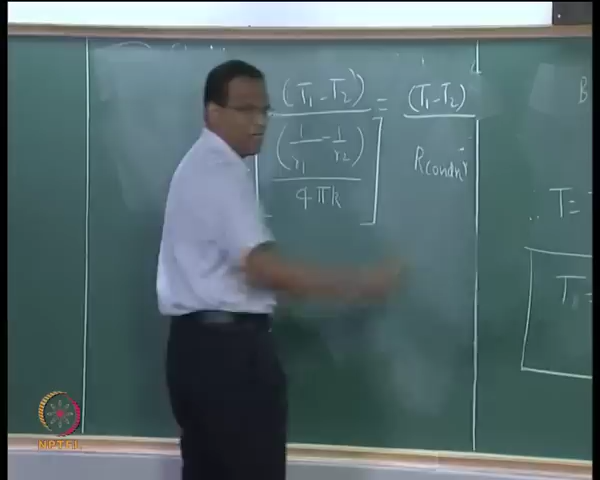 (T₁ - T₂) / [(1/r₁ - 1/r₂) / 4πk] = (T₁ - T₂) / Rcondn
B
T=
T₁=
NPTEL